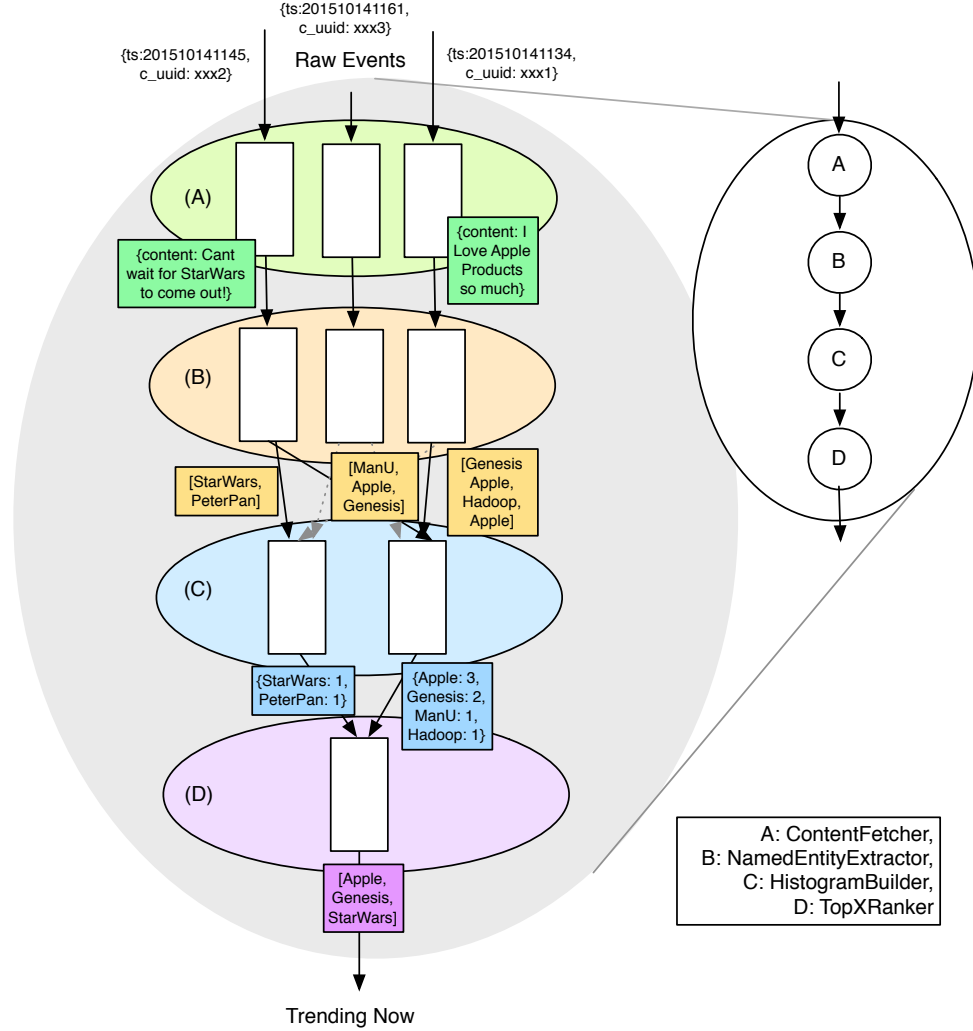 {ts:201510141161,
c_uuid: xxx3}
{ts:201510141145,
c_uuid: xxx2}
Raw Events
{ts:201510141134,
c_uuid: xxx1}
(A)
{content: Cant
wait for StarWars
to come out!}
{content: I
Love Apple
Products
so much}
(B)
[StarWars,
PeterPan]
[ManU,
Apple,
Genesis]
[Genesis
Apple,
Hadoop,
Apple]
(C)
{StarWars: 1,
PeterPan: 1}
{Apple: 3,
Genesis: 2,
ManU: 1,
Hadoop: 1}
(D)
[Apple,
Genesis,
StarWars]
Trending Now
A
B
C
D
A: ContentFetcher,
B: NamedEntityExtractor,
C: HistogramBuilder,
D: TopXRanker